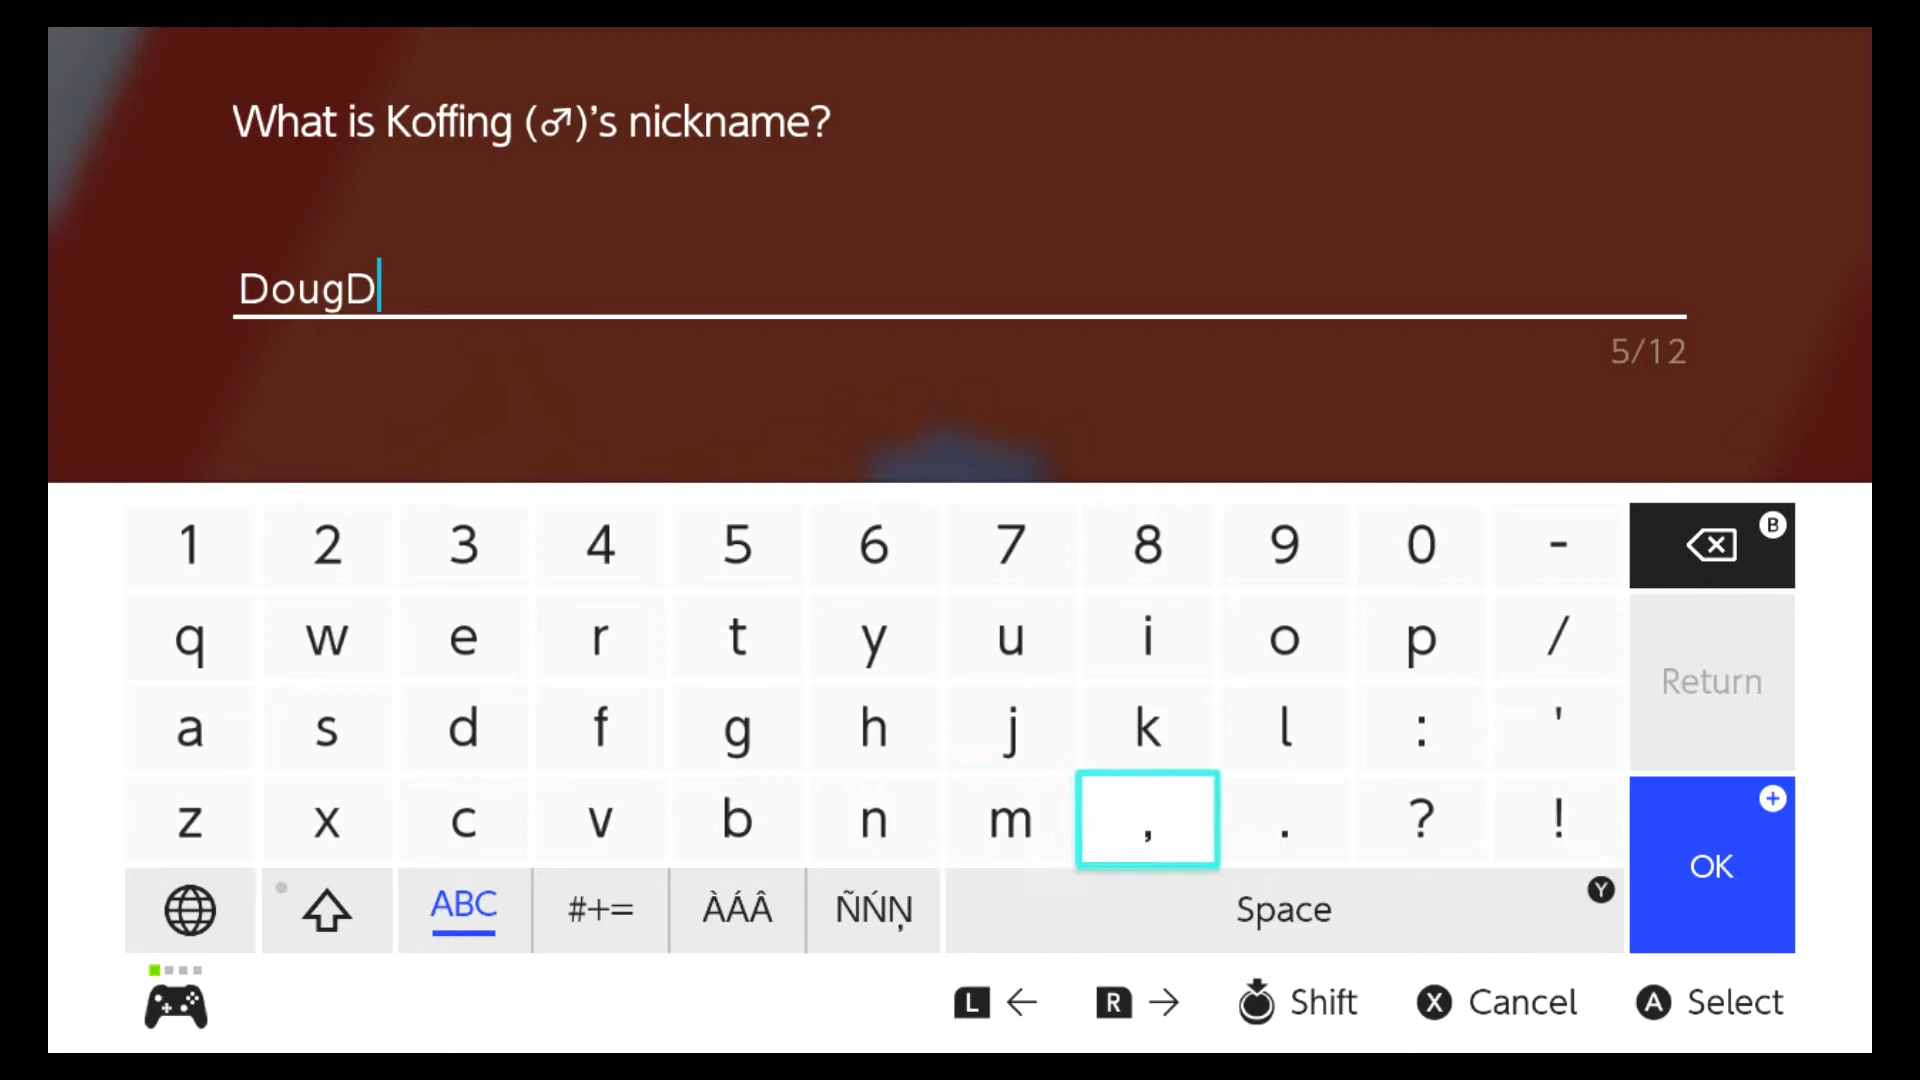 What is Koffing (♂)’s nickname?
DougD
5/12
1 2 3 4 5 6 7 8 9 0 - B
q w e r t y u i o p /
Return
a s d f g h j k l : '
z x c v b n m , . ? ! +
OK
ABC #+= ÀÁÂ ÑŃŅ Space Y
L ← R → Shift X Cancel A Select